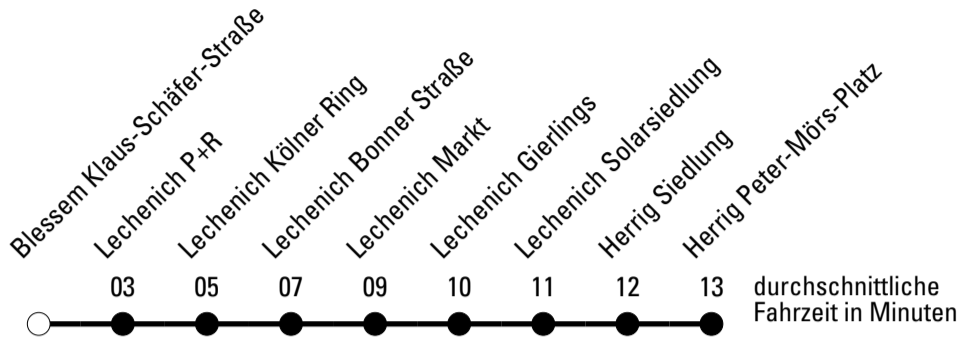 Blessem Klaus-Schäfer-Straße
Lechenich P+R
Lechenich Kölner Ring
Lechenich Bonner Straße
Lechenich Markt
Lechenich Gierlings
Lechenich Solarsiedlung
Herrig Siedlung
Herrig Peter-Mörs-Platz
03 05 07 09 10 11 12 13
durchschnittliche
Fahrzeit in Minuten